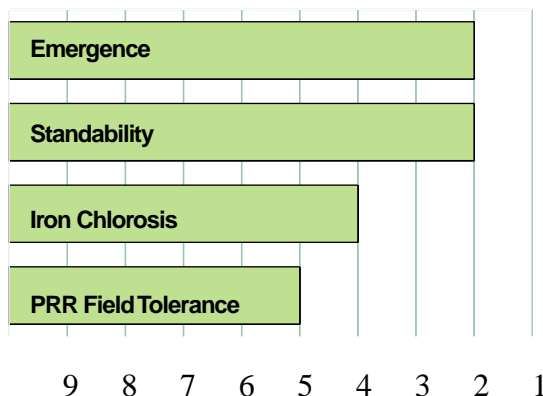 Emergence
Standability
Iron Chlorosis
PRR Field Tolerance
9 8 7 6 5 4 3 2 1